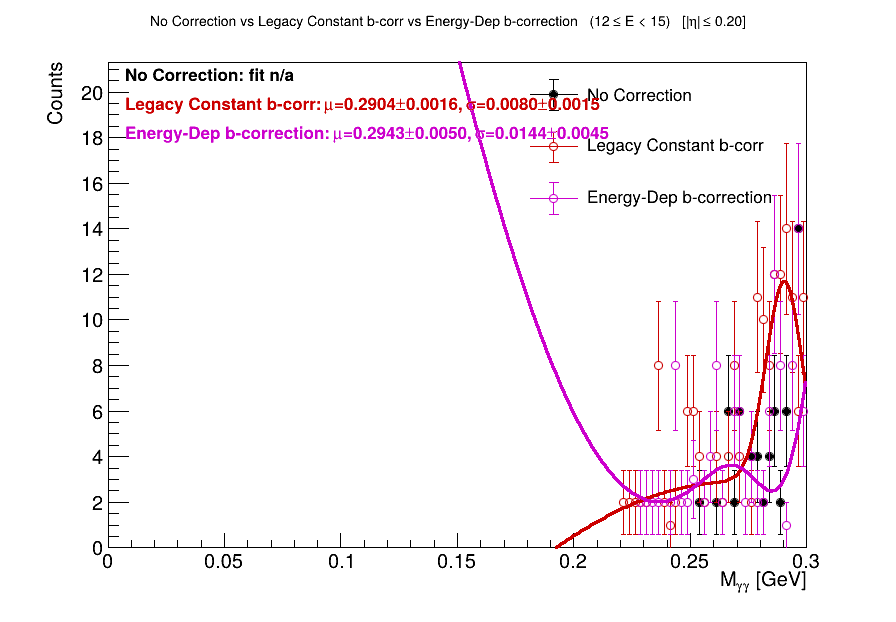 No Correction vs Legacy Constant b-corr vs Energy-Dep b-correction (12 ≤ E < 15) [|η| ≤ 0.20]
Counts
No Correction: fit n/a
Legacy Constant b-corr: μ=0.2904±0.0016, σ=0.0080±0.0015
Energy-Dep b-correction: μ=0.2943±0.0050, σ=0.0144±0.0045
No Correction
Legacy Constant b-corr
Energy-Dep b-correction
20
18
16
14
12
10
8
6
4
2
0
0 0.05 0.1 0.15 0.2 0.25 0.3
Mγγ [GeV]